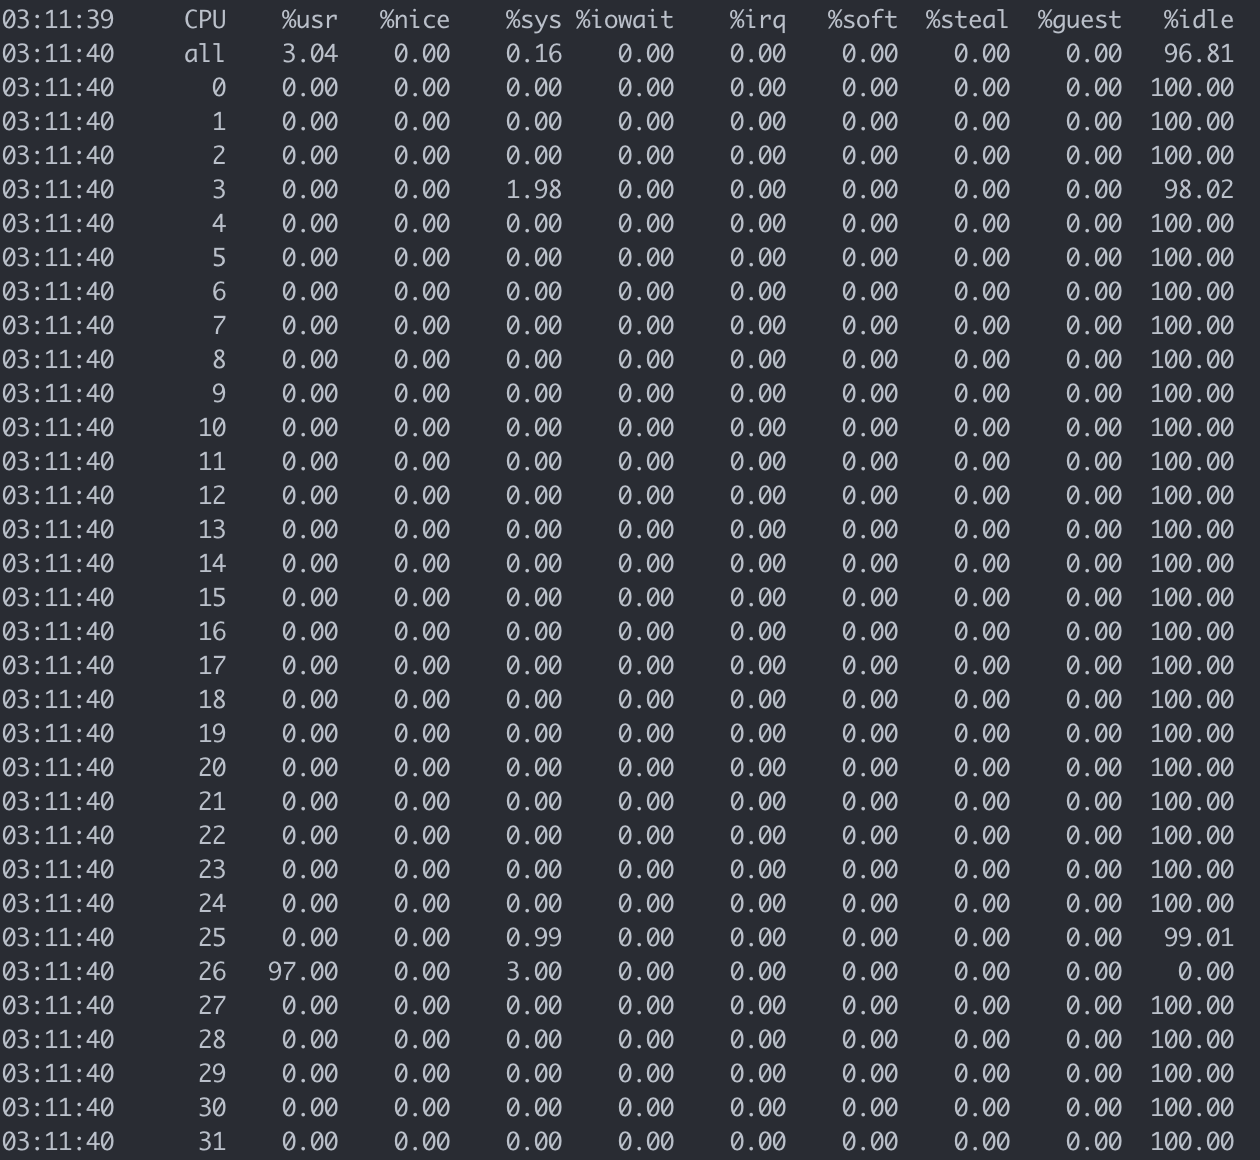 03:11:39 CPU %usr %nice %sys %iowait %irq %soft %steal %guest %idle
03:11:40 all 3.04 0.00 0.16 0.00 0.00 0.00 0.00 0.00 96.81
03:11:40 0 0.00 0.00 0.00 0.00 0.00 0.00 0.00 0.00 100.00
03:11:40 1 0.00 0.00 0.00 0.00 0.00 0.00 0.00 0.00 100.00
03:11:40 2 0.00 0.00 0.00 0.00 0.00 0.00 0.00 0.00 100.00
03:11:40 3 0.00 0.00 1.98 0.00 0.00 0.00 0.00 0.00 98.02
03:11:40 4 0.00 0.00 0.00 0.00 0.00 0.00 0.00 0.00 100.00
03:11:40 5 0.00 0.00 0.00 0.00 0.00 0.00 0.00 0.00 100.00
03:11:40 6 0.00 0.00 0.00 0.00 0.00 0.00 0.00 0.00 100.00
03:11:40 7 0.00 0.00 0.00 0.00 0.00 0.00 0.00 0.00 100.00
03:11:40 8 0.00 0.00 0.00 0.00 0.00 0.00 0.00 0.00 100.00
03:11:40 9 0.00 0.00 0.00 0.00 0.00 0.00 0.00 0.00 100.00
03:11:40 10 0.00 0.00 0.00 0.00 0.00 0.00 0.00 0.00 100.00
03:11:40 11 0.00 0.00 0.00 0.00 0.00 0.00 0.00 0.00 100.00
03:11:40 12 0.00 0.00 0.00 0.00 0.00 0.00 0.00 0.00 100.00
03:11:40 13 0.00 0.00 0.00 0.00 0.00 0.00 0.00 0.00 100.00
03:11:40 14 0.00 0.00 0.00 0.00 0.00 0.00 0.00 0.00 100.00
03:11:40 15 0.00 0.00 0.00 0.00 0.00 0.00 0.00 0.00 100.00
03:11:40 16 0.00 0.00 0.00 0.00 0.00 0.00 0.00 0.00 100.00
03:11:40 17 0.00 0.00 0.00 0.00 0.00 0.00 0.00 0.00 100.00
03:11:40 18 0.00 0.00 0.00 0.00 0.00 0.00 0.00 0.00 100.00
03:11:40 19 0.00 0.00 0.00 0.00 0.00 0.00 0.00 0.00 100.00
03:11:40 20 0.00 0.00 0.00 0.00 0.00 0.00 0.00 0.00 100.00
03:11:40 21 0.00 0.00 0.00 0.00 0.00 0.00 0.00 0.00 100.00
03:11:40 22 0.00 0.00 0.00 0.00 0.00 0.00 0.00 0.00 100.00
03:11:40 23 0.00 0.00 0.00 0.00 0.00 0.00 0.00 0.00 100.00
03:11:40 24 0.00 0.00 0.00 0.00 0.00 0.00 0.00 0.00 100.00
03:11:40 25 0.00 0.00 0.99 0.00 0.00 0.00 0.00 0.00 99.01
03:11:40 26 97.00 0.00 3.00 0.00 0.00 0.00 0.00 0.00 0.00
03:11:40 27 0.00 0.00 0.00 0.00 0.00 0.00 0.00 0.00 100.00
03:11:40 28 0.00 0.00 0.00 0.00 0.00 0.00 0.00 0.00 100.00
03:11:40 29 0.00 0.00 0.00 0.00 0.00 0.00 0.00 0.00 100.00
03:11:40 30 0.00 0.00 0.00 0.00 0.00 0.00 0.00 0.00 100.00
03:11:40 31 0.00 0.00 0.00 0.00 0.00 0.00 0.00 0.00 100.00